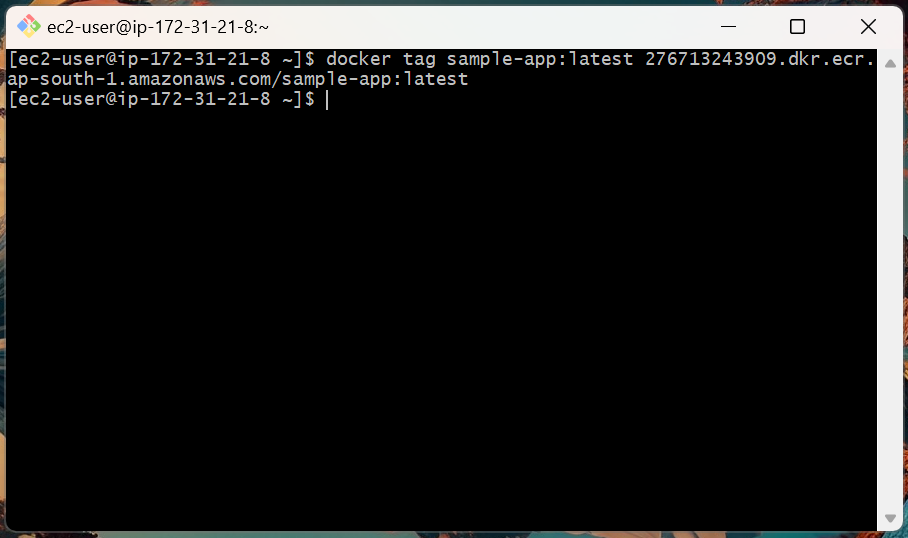 ec2-user@ip-172-31-21-8:~
[ec2-user@ip-172-31-21-8 ~]$ docker tag sample-app:latest 276713243909.dkr.ecr.
ap-south-1.amazonaws.com/sample-app:latest
[ec2-user@ip-172-31-21-8 ~]$